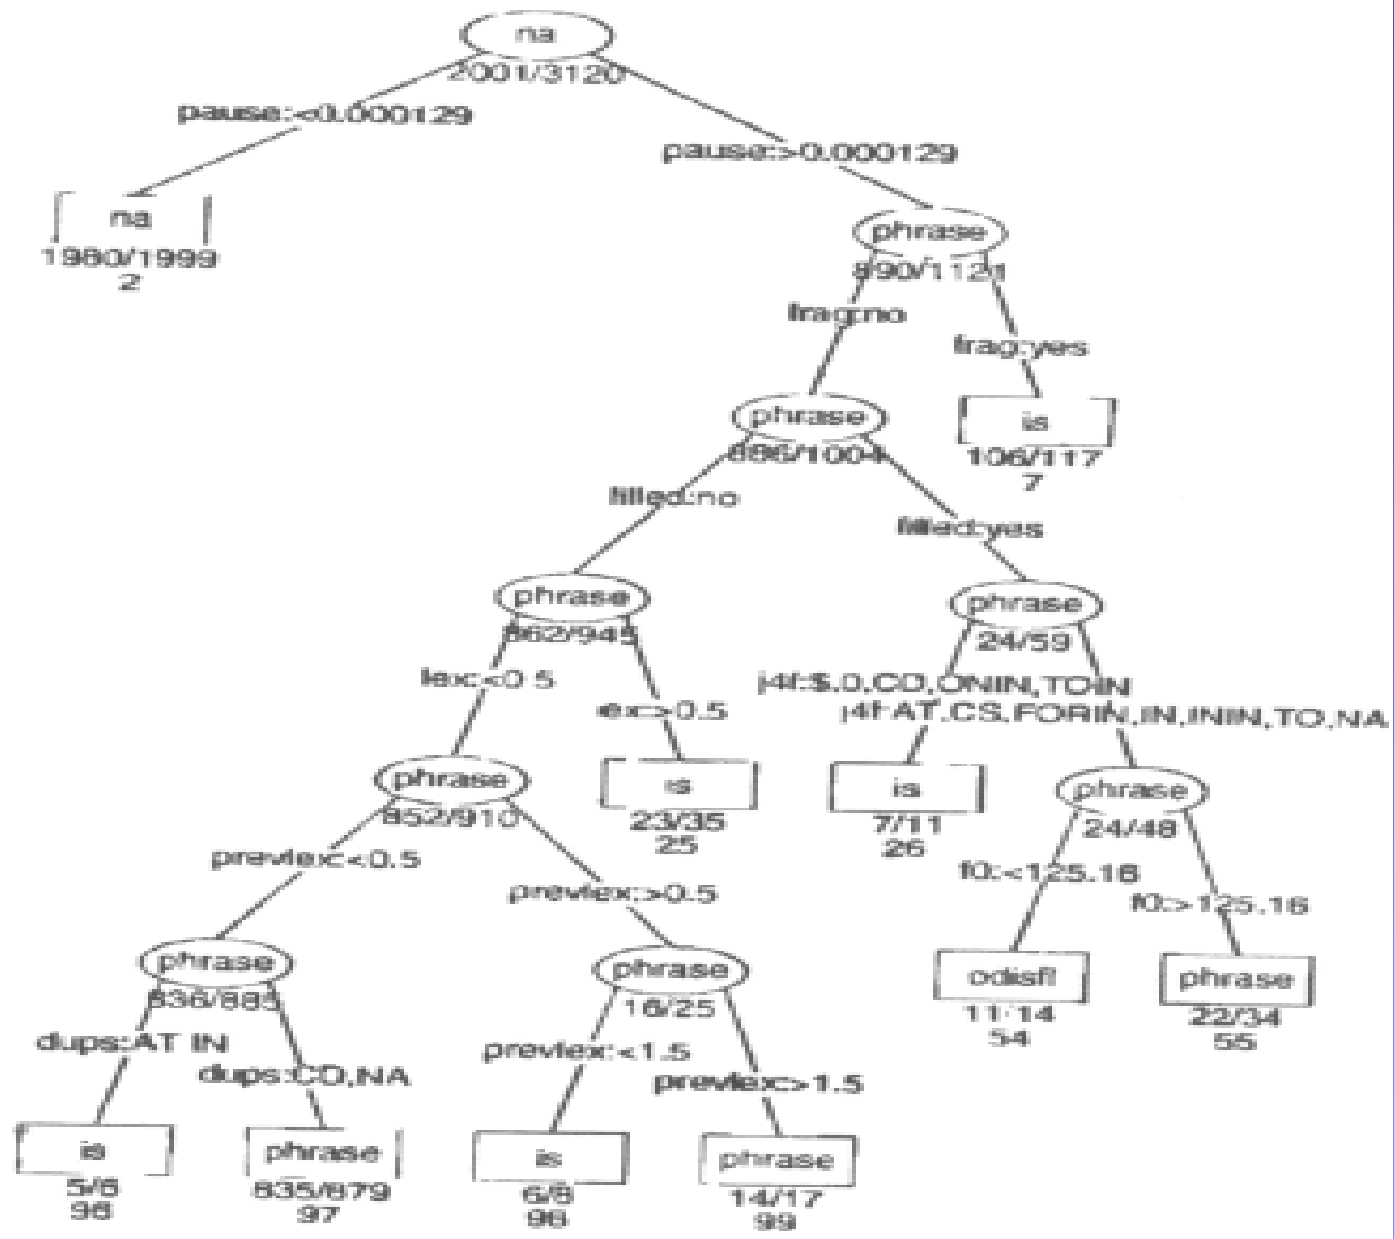 na
2001/3120
pause:<0.000129
pause:>0.000129
na
1980/1999
2
phrase
890/1121
frag:no
frag:yes
phrase
886/1004
is
106/117
7
filled:no
filled:yes
phrase
862/945
phrase
24/59
lex:<0.5
lex:>0.5
j4f:$.0,CD,ONIN,TOIN
j4f:AT,CS,FORIN,IN,ININ,TO,NA
phrase
852/910
is
23/35
25
is
7/11
26
phrase
24/48
prevlex:<0.5
prevlex:>0.5
f0:<125.16
f0:>125.16
phrase
836/885
phrase
16/25
odisfl
11/14
54
phrase
22/34
55
dups:AT IN
dups:CD,NA
prevlex:<1.5
prevlex:>1.5
is
5/6
phrase
835/879
97
is
6/8
98
phrase
14/17
99